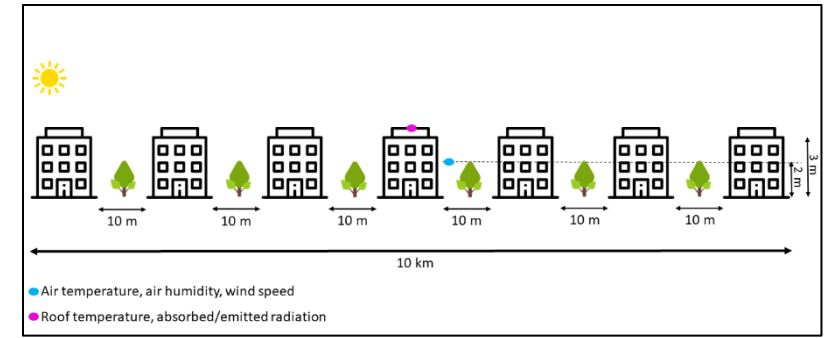 3 m
2 m
10 m 10 m 10 m 10 m 10 m 10 m
10 km
Air temperature, air humidity, wind speed
Roof temperature, absorbed/emitted radiation